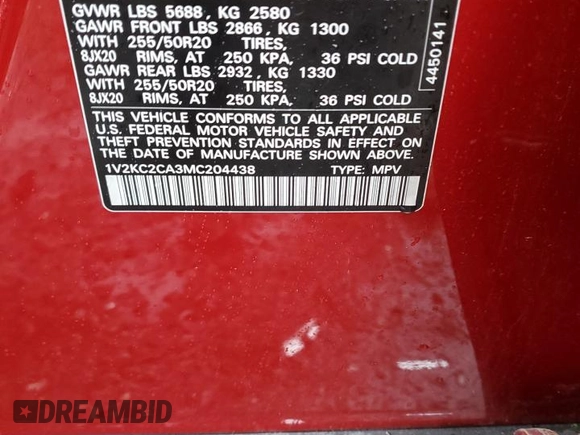 GVWR LBS 5688 , KG 2580
GAWR FRONT LBS 2866 , KG 1300
WITH 255/50R20 TIRES,
8JX20 RIMS, AT 250 KPA, 36 PSI COLD
GAWR REAR LBS 2932 , KG 1330
WITH 255/50R20 TIRES,
8JX20 RIMS, AT 250 KPA, 36 PSI COLD
THIS VEHICLE CONFORMS TO ALL APPLICABLE
U.S. FEDERAL MOTOR VEHICLE SAFETY AND
THEFT PREVENTION STANDARDS IN EFFECT ON
THE DATE OF MANUFACTURE SHOWN ABOVE.
1V2KC2CA3MC204438 TYPE: MPV
4450141
DREAMBID